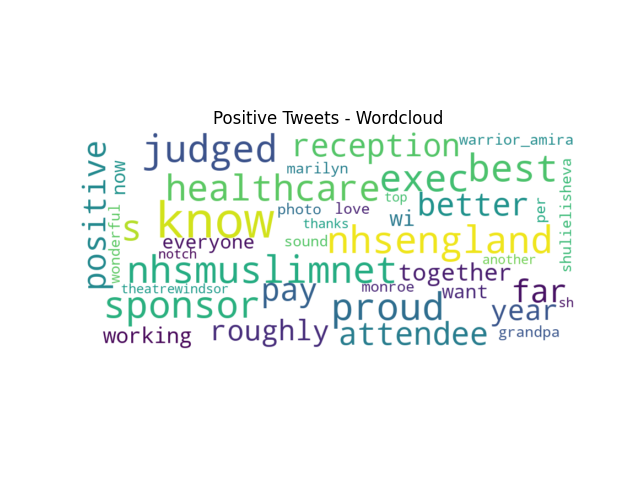 Positive Tweets - Wordcloud
judged
reception
warrior_amira
positive
now
marilyn
exec
best
healthcare
top
better
per
shulielisheva
wonderful
s
know
photo
love
wi
thanks
everyone
sound
nhsengland
notch
another
nhsmuslimnet
together
theatrewindsor
pay
monroe
want
far
sh
sponsor
proud
year
working
roughly
attendee
grandpa